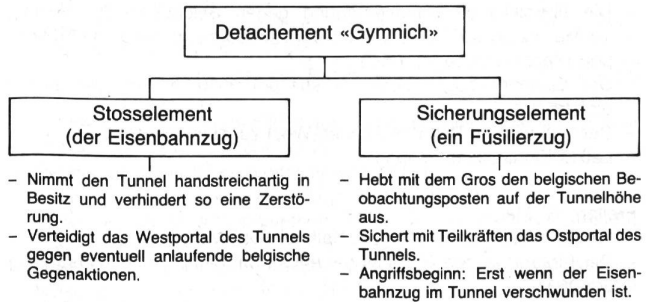 Detachement «Gymnich»
Stosselement
(der Eisenbahnzug)
– Nimmt den Tunnel handstreichartig in
Besitz und verhindert so eine Zerstö-
rung.
– Verteidigt das Westportal des Tunnels
gegen eventuell anlaufende belgische
Gegenaktionen.
Sicherungselement
(ein Füsilierzug)
– Hebt mit dem Gros den belgischen Be-
obachtungsposten auf der Tunnelhöhe
aus.
– Sichert mit Teilkräften das Ostportal des
Tunnels.
– Angriffsbeginn: Erst wenn der Eisen-
bahnzug im Tunnel verschwunden ist.